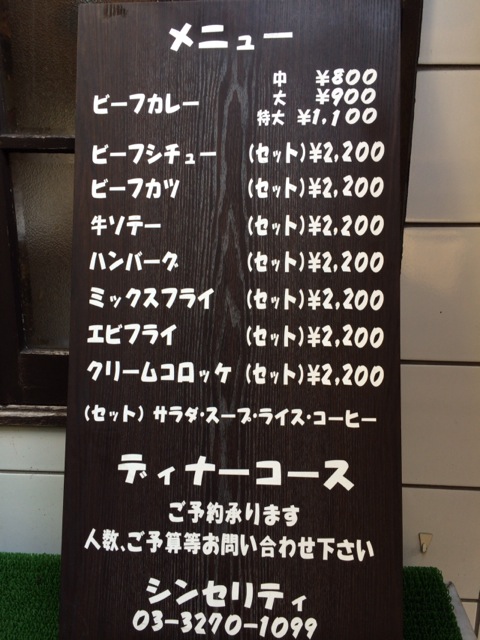 メニュー
ビーフカレー 中 ¥800
大 ¥900
特大 ¥1,100
ビーフシチュー (セット)¥2,200
ビーフカツ (セット)¥2,200
牛ソテー (セット)¥2,200
ハンバーグ (セット)¥2,200
ミックスフライ (セット)¥2,200
エビフライ (セット)¥2,200
クリームコロッケ (セット)¥2,200
(セット) サラダ・スープ・ライス・コーヒー
ディナーコース
ご予約承ります
人数、ご予算等お問い合わせ下さい
シンセリティ
03-3270-1099